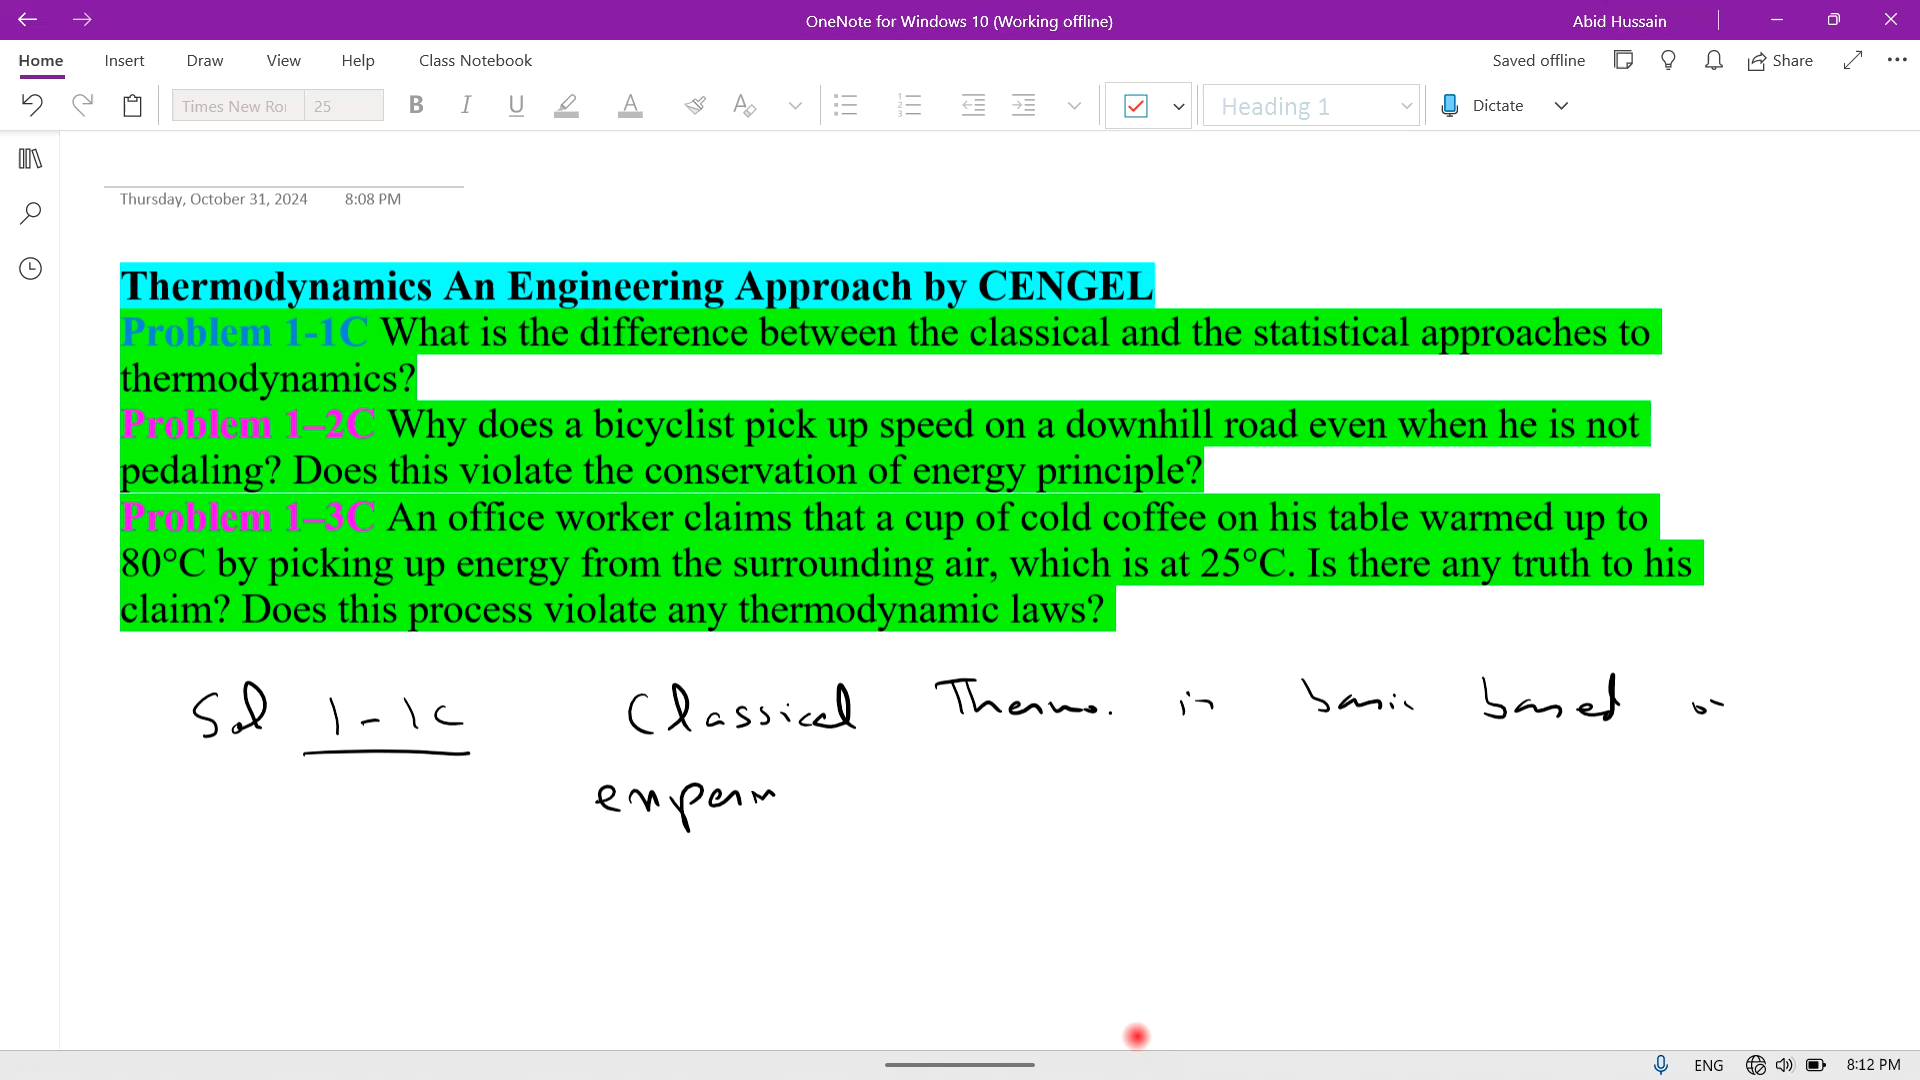 OneNote for Windows 10 (Working offline)
Abid Hussain
Home Insert Draw View Help Class Notebook
Saved offline Share
Times New Roı 25 B I U A Heading 1 Dictate
Thursday, October 31, 2024 8:08 PM
Thermodynamics An Engineering Approach by CENGEL
Problem 1-1C What is the difference between the classical and the statistical approaches to
thermodynamics?
Problem 1–2C Why does a bicyclist pick up speed on a downhill road even when he is not
pedaling? Does this violate the conservation of energy principle?
Problem 1–3C An office worker claims that a cup of cold coffee on his table warmed up to
80°C by picking up energy from the surrounding air, which is at 25°C. Is there any truth to his
claim? Does this process violate any thermodynamic laws?
Sol 1-1C Classical Thermo. is basic based on
ENG 8:12 PM